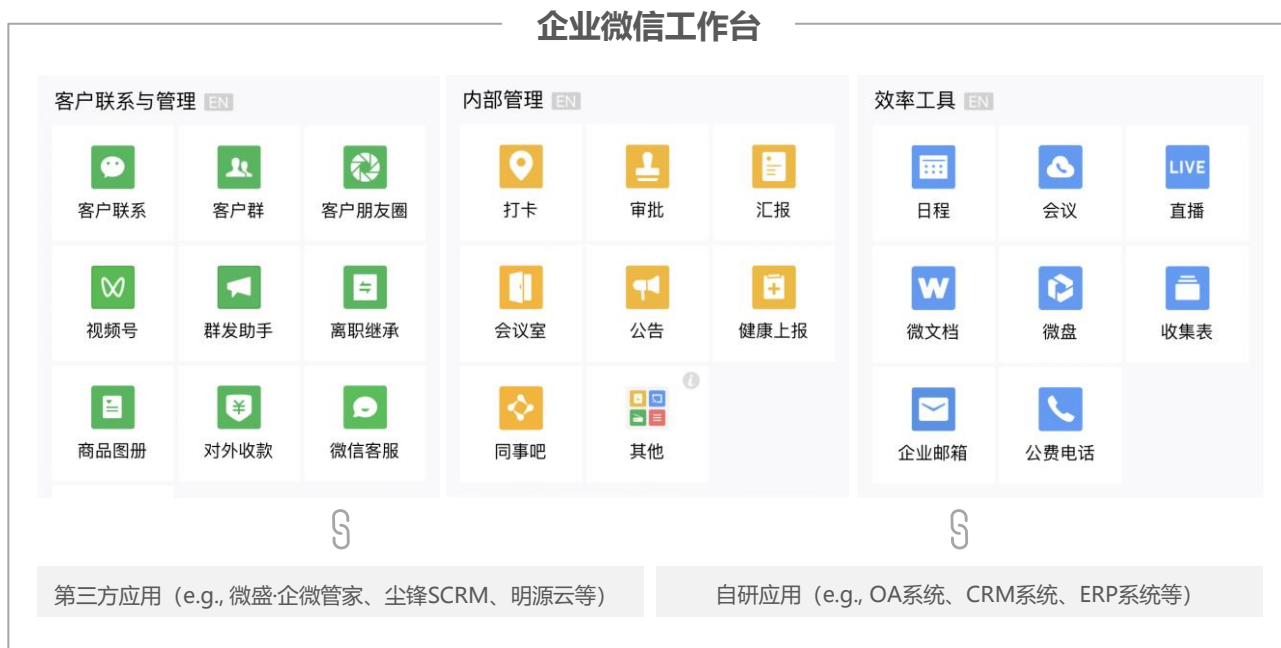 企业微信工作台
客户联系与管理 EN
客户联系 客户群 客户朋友圈
视频号 群发助手 离职继承
商品图册 对外收款 微信客服
内部管理 EN
打卡 审批 汇报
会议室 公告 健康上报
同事吧 其他
效率工具 EN
LIVE
日程 会议 直播
W
微文档 微盘 收集表
企业邮箱 公费电话
第三方应用（e.g., 微盛·企微管家、尘锋SCRM、明源云等）
自研应用（e.g., OA系统、CRM系统、ERP系统等）